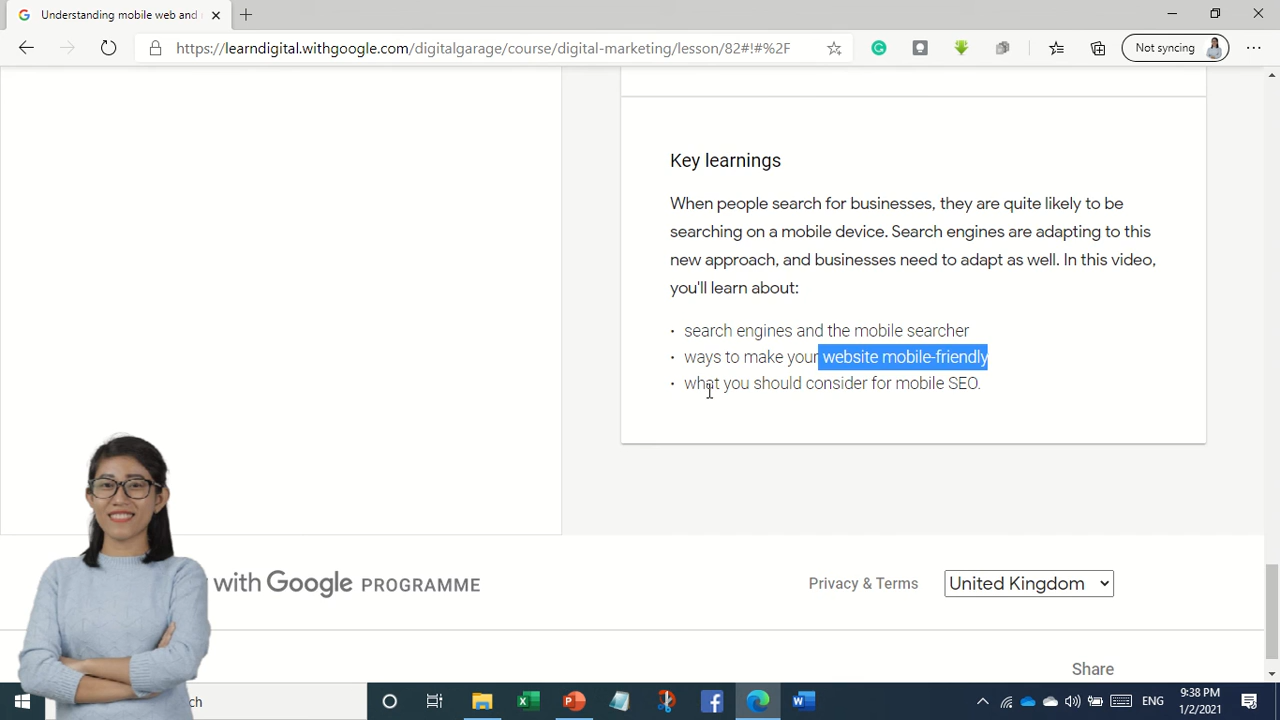 Understanding mobile web and
https://learndigital.withgoogle.com/digitalgarage/course/digital-marketing/lesson/82#!#%2F
Not syncing
Key learnings
When people search for businesses, they are quite likely to be
searching on a mobile device. Search engines are adapting to this
new approach, and businesses need to adapt as well. In this video,
you'll learn about:
• search engines and the mobile searcher
• ways to make your website mobile-friendly
• what you should consider for mobile SEO.
with Google PROGRAMME
Privacy & Terms
United Kingdom
Share
ch
ENG
9:38 PM
1/2/2021